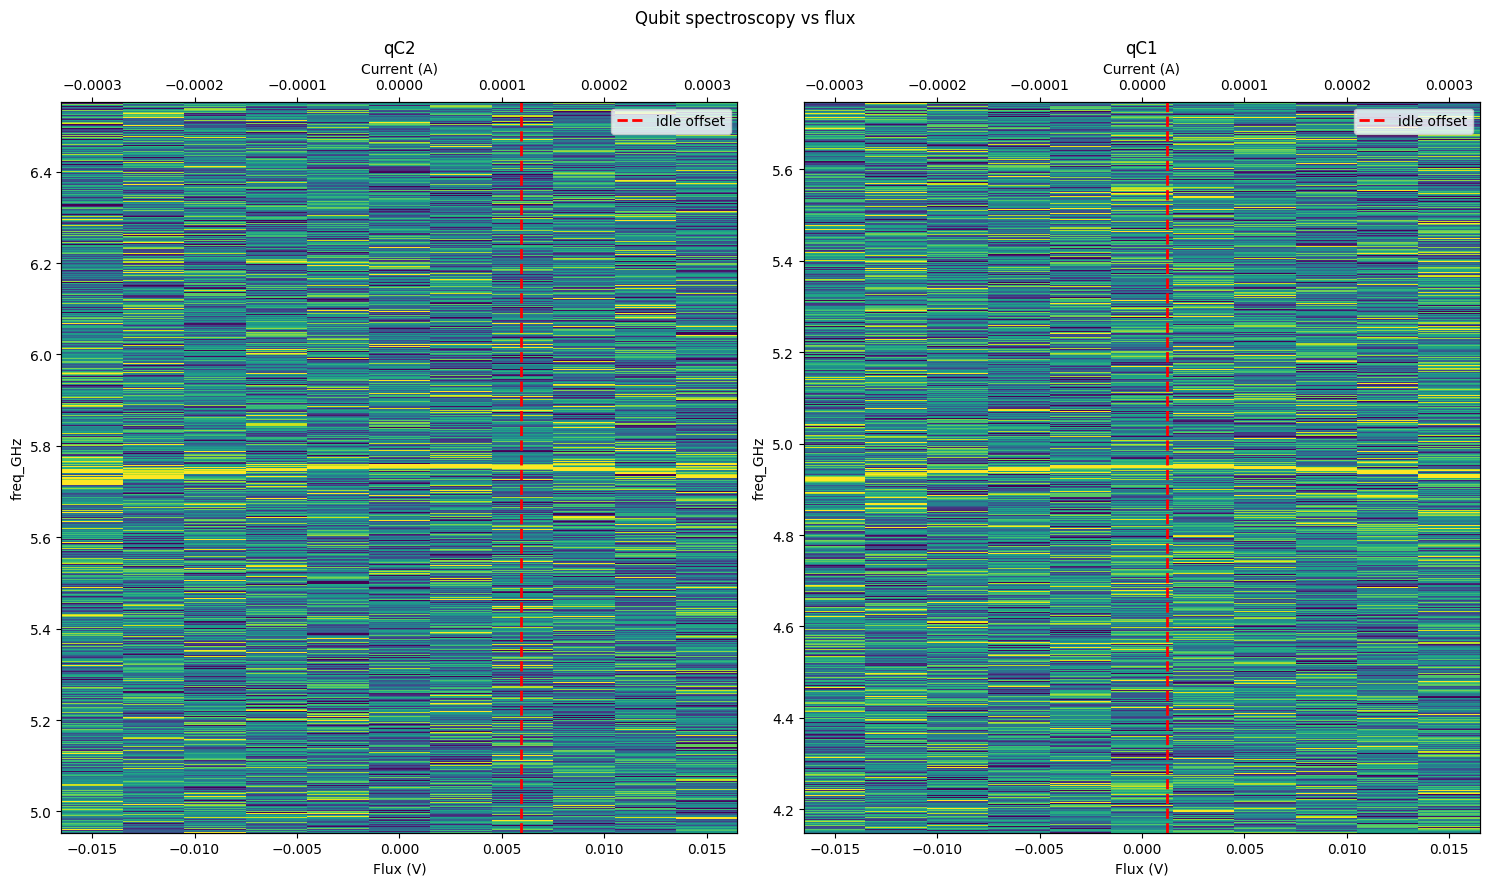 Qubit spectroscopy vs flux
qC2
Current (A)
−0.0003 −0.0002 −0.0001 0.0000 0.0001 0.0002 0.0003
idle offset
freq_GHz
6.4
6.2
6.0
5.8
5.6
5.4
5.2
5.0
−0.015 −0.010 −0.005 0.000 0.005 0.010 0.015
Flux (V)
qC1
Current (A)
−0.0003 −0.0002 −0.0001 0.0000 0.0001 0.0002 0.0003
idle offset
freq_GHz
5.6
5.4
5.2
5.0
4.8
4.6
4.4
4.2
−0.015 −0.010 −0.005 0.000 0.005 0.010 0.015
Flux (V)